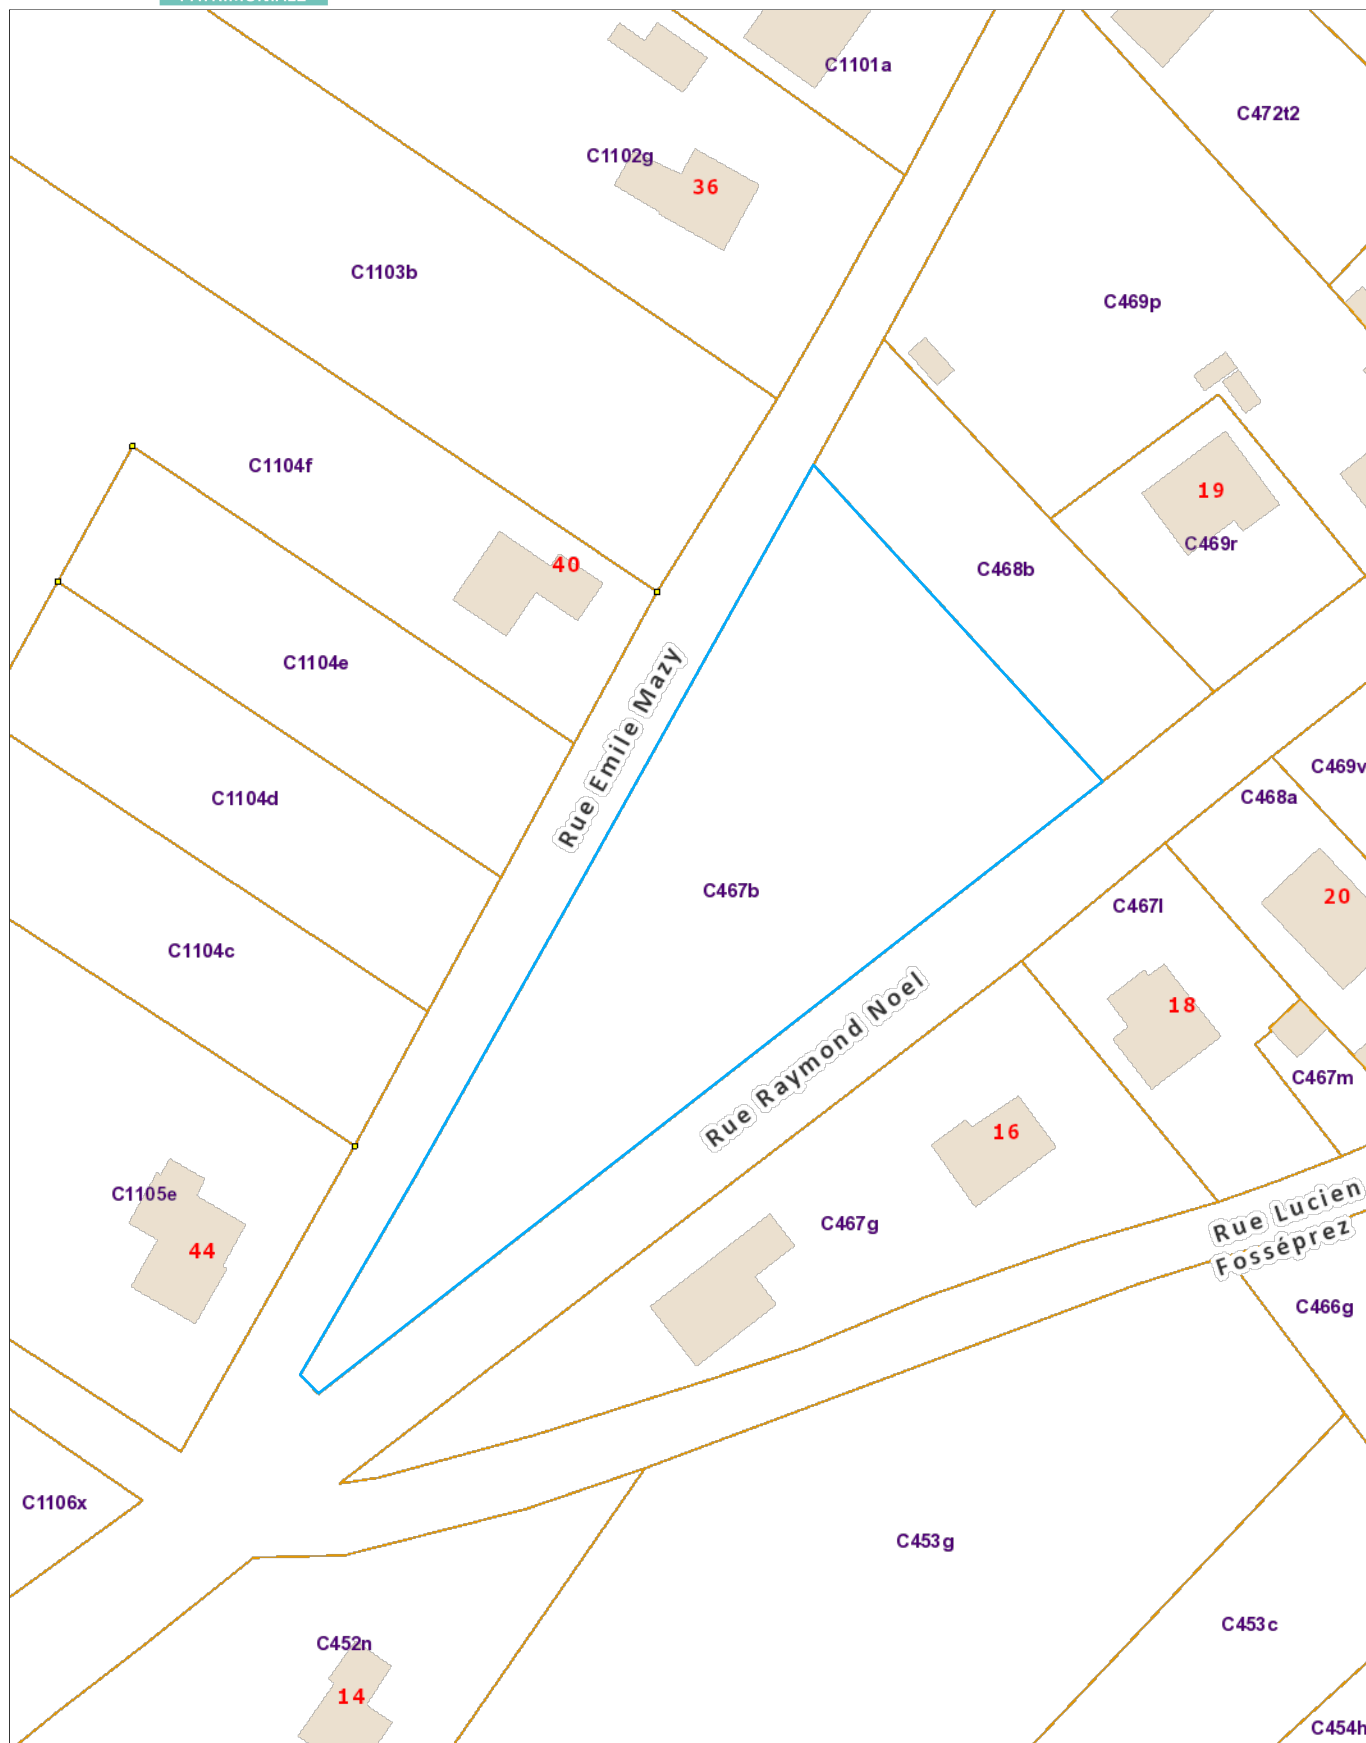 C1101a
C472t2
C1102g
36
C1103b
C469p
C1104f
19
C469r
40
C468b
C1104e
Rue Emile Mazy
C469v
C468a
C1104d
C467b
20
C467l
C1104c
Rue Raymond Noel
18
C467m
16
C1105e
44
C467g
Rue Lucien
Fosséprez
C466g
C1106x
C453g
C453c
C452n
14
C454h